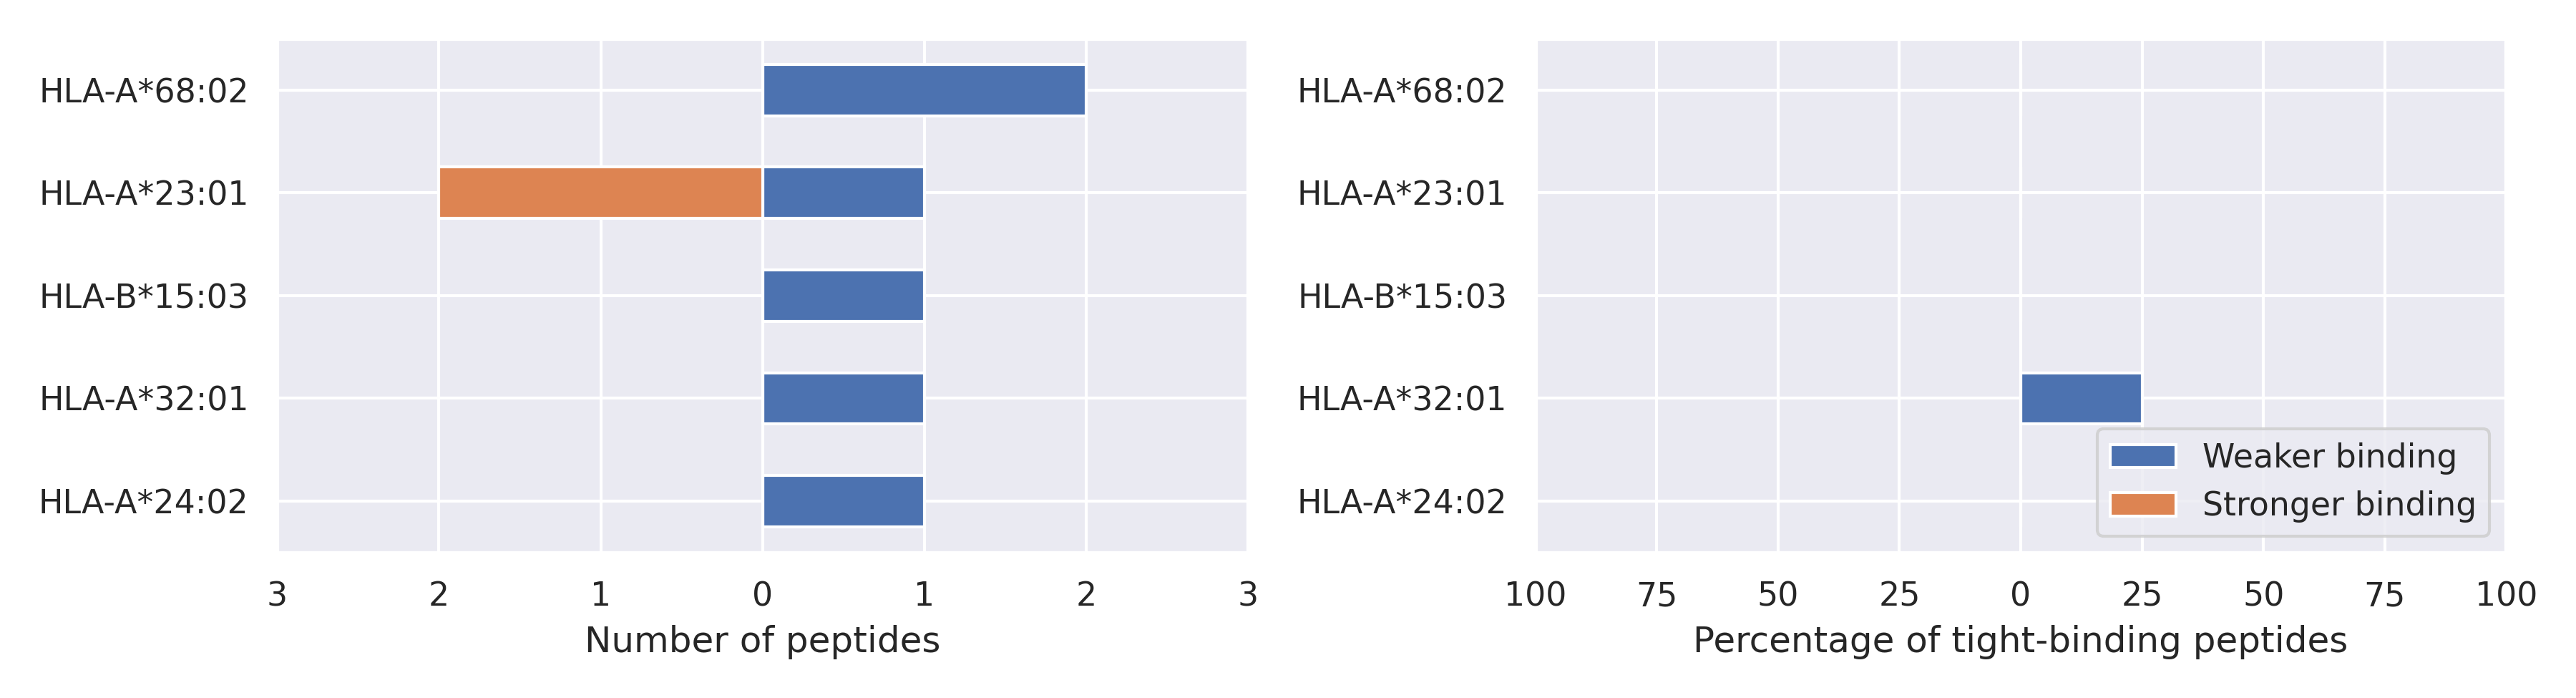 HLA-A*68:02
HLA-A*23:01
HLA-B*15:03
HLA-A*32:01
HLA-A*24:02
3 2 1 0 1 2 3
Number of peptides
HLA-A*68:02
HLA-A*23:01
HLA-B*15:03
HLA-A*32:01
HLA-A*24:02
Weaker binding
Stronger binding
100 75 50 25 0 25 50 75 100
Percentage of tight-binding peptides